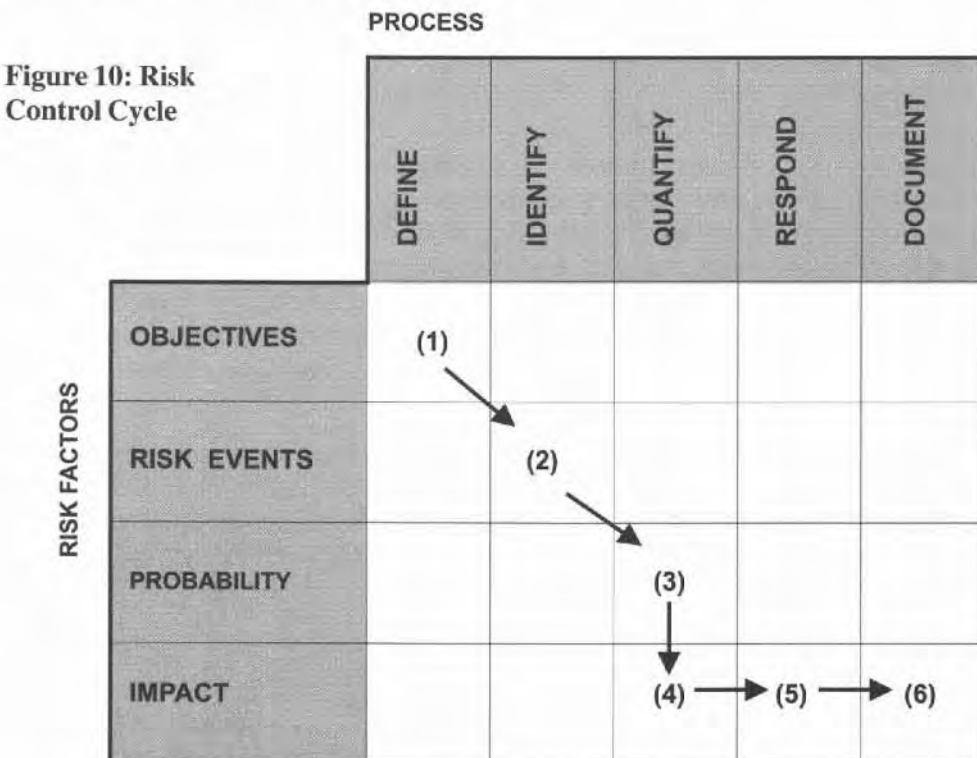 PROCESS
Figure 10: Risk
Control Cycle
DEFINE
IDENTIFY
QUANTIFY
RESPOND
DOCUMENT
RISK FACTORS
OBJECTIVES
(1)
RISK EVENTS
(2)
PROBABILITY
(3)
IMPACT
(4)
(5)
(6)